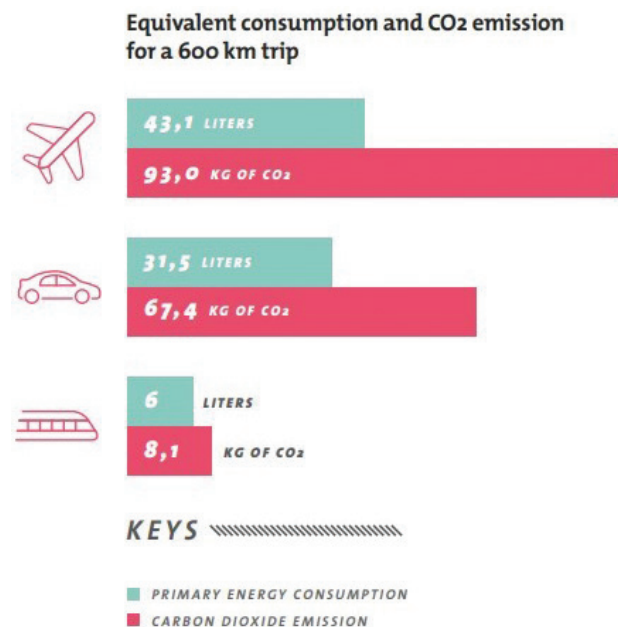 Equivalent consumption and CO2 emission
for a 600 km trip
43,1 LITERS
93,0 KG OF CO2
31,5 LITERS
67,4 KG OF CO2
6 LITERS
8,1 KG OF CO2
KEYS
PRIMARY ENERGY CONSUMPTION
CARBON DIOXIDE EMISSION